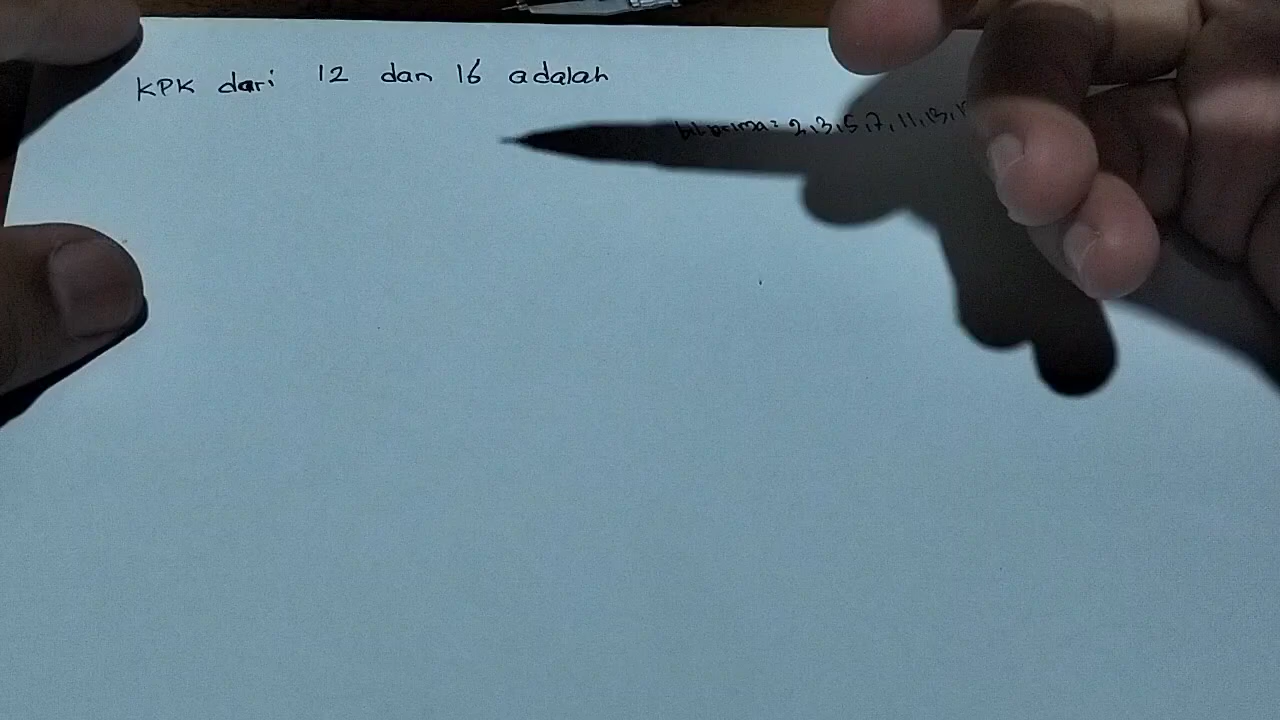 KPK dari 12 dan 16 adalah
bil. prima = 2,3,5,7,11,13,